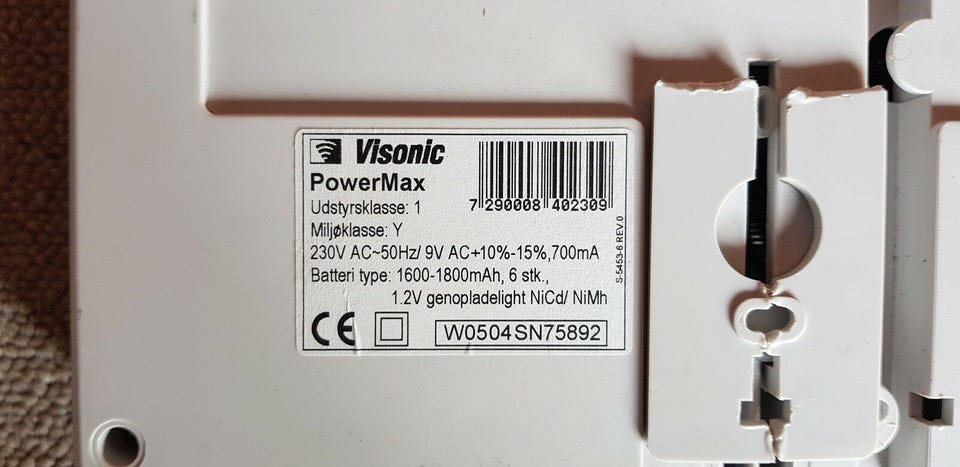 Visonic
PowerMax
7 290008 402309
Udstyrsklasse: 1
Miljøklasse: Y
230V AC~50Hz/ 9V AC+10%-15%,700mA
Batteri type: 1600-1800mAh, 6 stk.,
1.2V genopladelight NiCd/ NiMh
CE
W0504SN75892
S-5453-6 REV.0